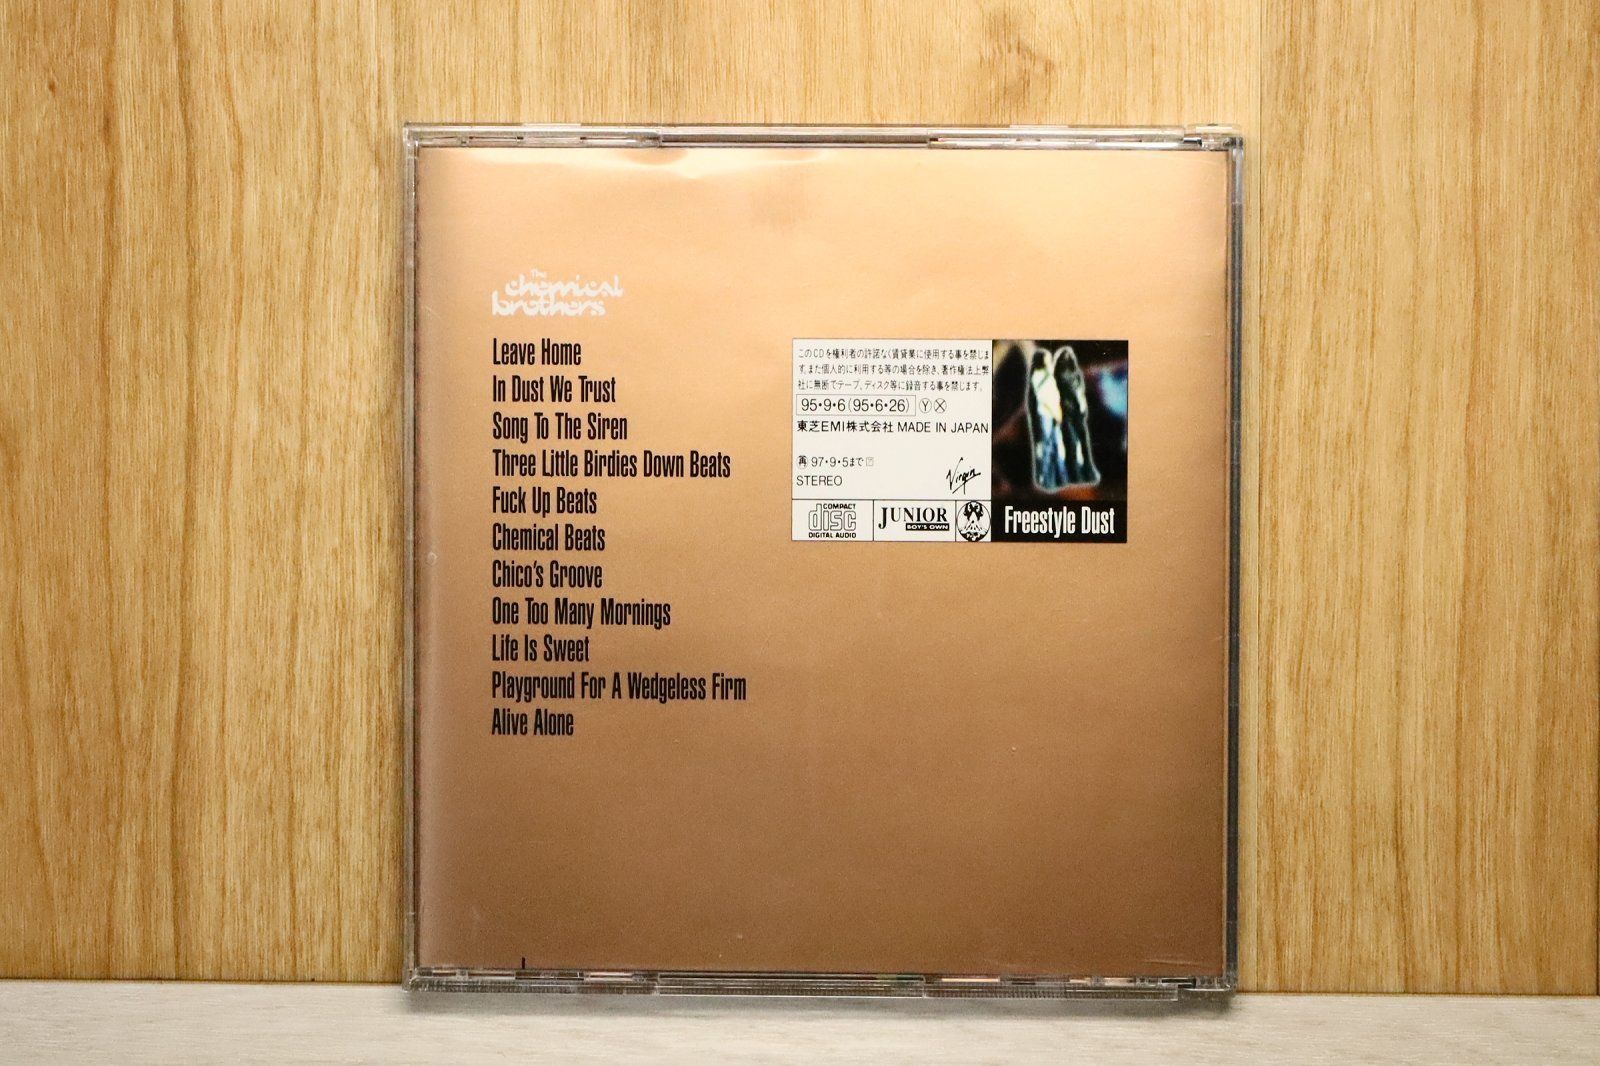 The
chemical
brothers
Leave Home
In Dust We Trust
Song To The Siren
Three Little Birdies Down Beats
Fuck Up Beats
Chemical Beats
Chico's Groove
One Too Many Mornings
Life Is Sweet
Playground For A Wedgeless Firm
Alive Alone
このCDを権利者の許諾なく賃貸業に使用する事を禁じま
す。また個人的に利用する等の場合を除き、著作権法上弊
社に無断でテープ、ディスク等に録音する事を禁じます。
95・9・6(95・6・26) Ⓨ Ⓧ
東芝EMI株式会社 MADE IN JAPAN
再 97・9・5まで
STEREO
Virgin
COMPACT
disc
DIGITAL AUDIO
JUNIOR
BOY'S OWN
Freestyle Dust